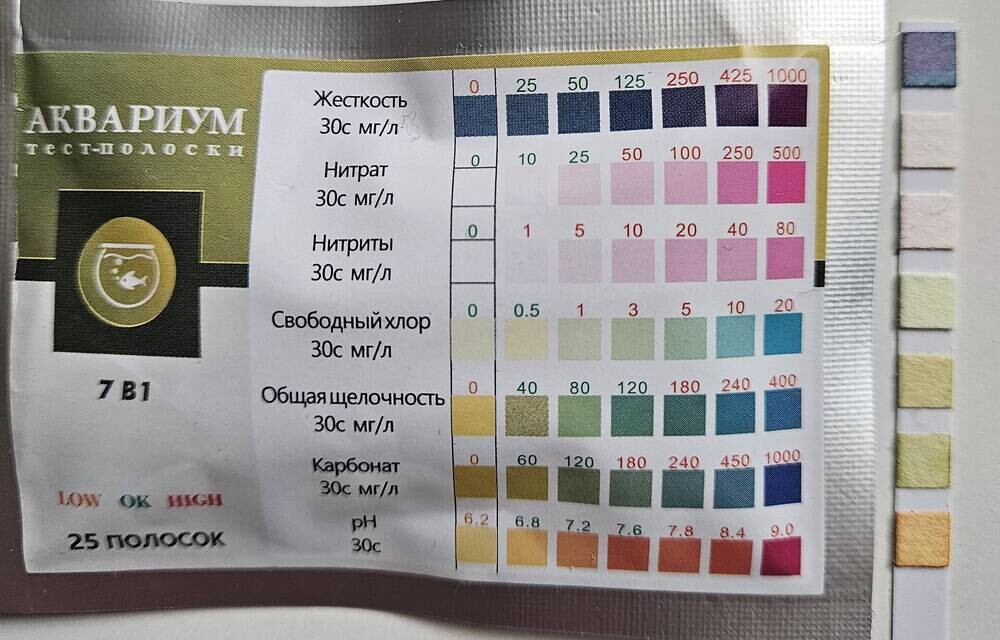 АКВАРИУМ
тест-полоски
7 В1
LOW OK HIGH
25 ПОЛОСОК
Жесткость
30с мг/л
0 25 50 125 250 425 1000
Нитрат
30с мг/л
0 10 25 50 100 250 500
Нитриты
30с мг/л
0 1 5 10 20 40 80
Свободный хлор
30с мг/л
0 0.5 1 3 5 10 20
Общая щелочность
30с мг/л
0 40 80 120 180 240 400
Карбонат
30с мг/л
0 60 120 180 240 450 1000
pH
30с
6.2 6.8 7.2 7.6 7.8 8.4 9.0